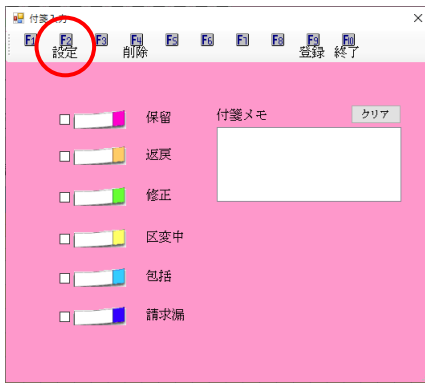 付箋入力
F1 F2 F3 F4 F5 F6 F7 F8 F9 F10
設定 削除 登録 終了
保留
付箋メモ クリア
返戻
修正
区変中
包括
請求漏